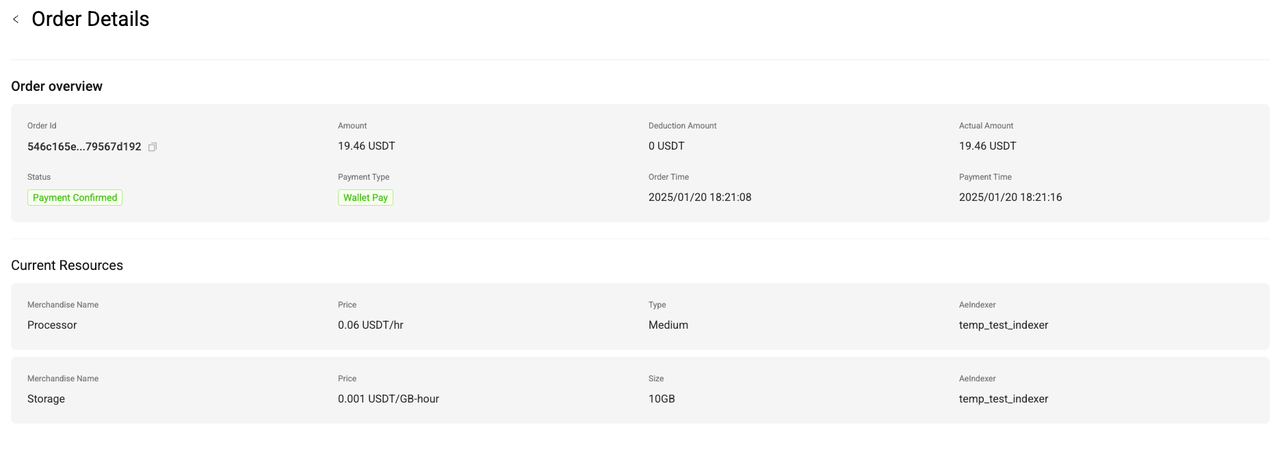 Order Details
Order overview
Order Id Amount Deduction Amount Actual Amount
546c165e...79567d192 19.46 USDT 0 USDT 19.46 USDT
Status Payment Type Order Time Payment Time
Payment Confirmed Wallet Pay 2025/01/20 18:21:08 2025/01/20 18:21:16
Current Resources
Merchandise Name Price Type AeIndexer
Processor 0.06 USDT/hr Medium temp_test_indexer
Merchandise Name Price Size AeIndexer
Storage 0.001 USDT/GB-hour 10GB temp_test_indexer